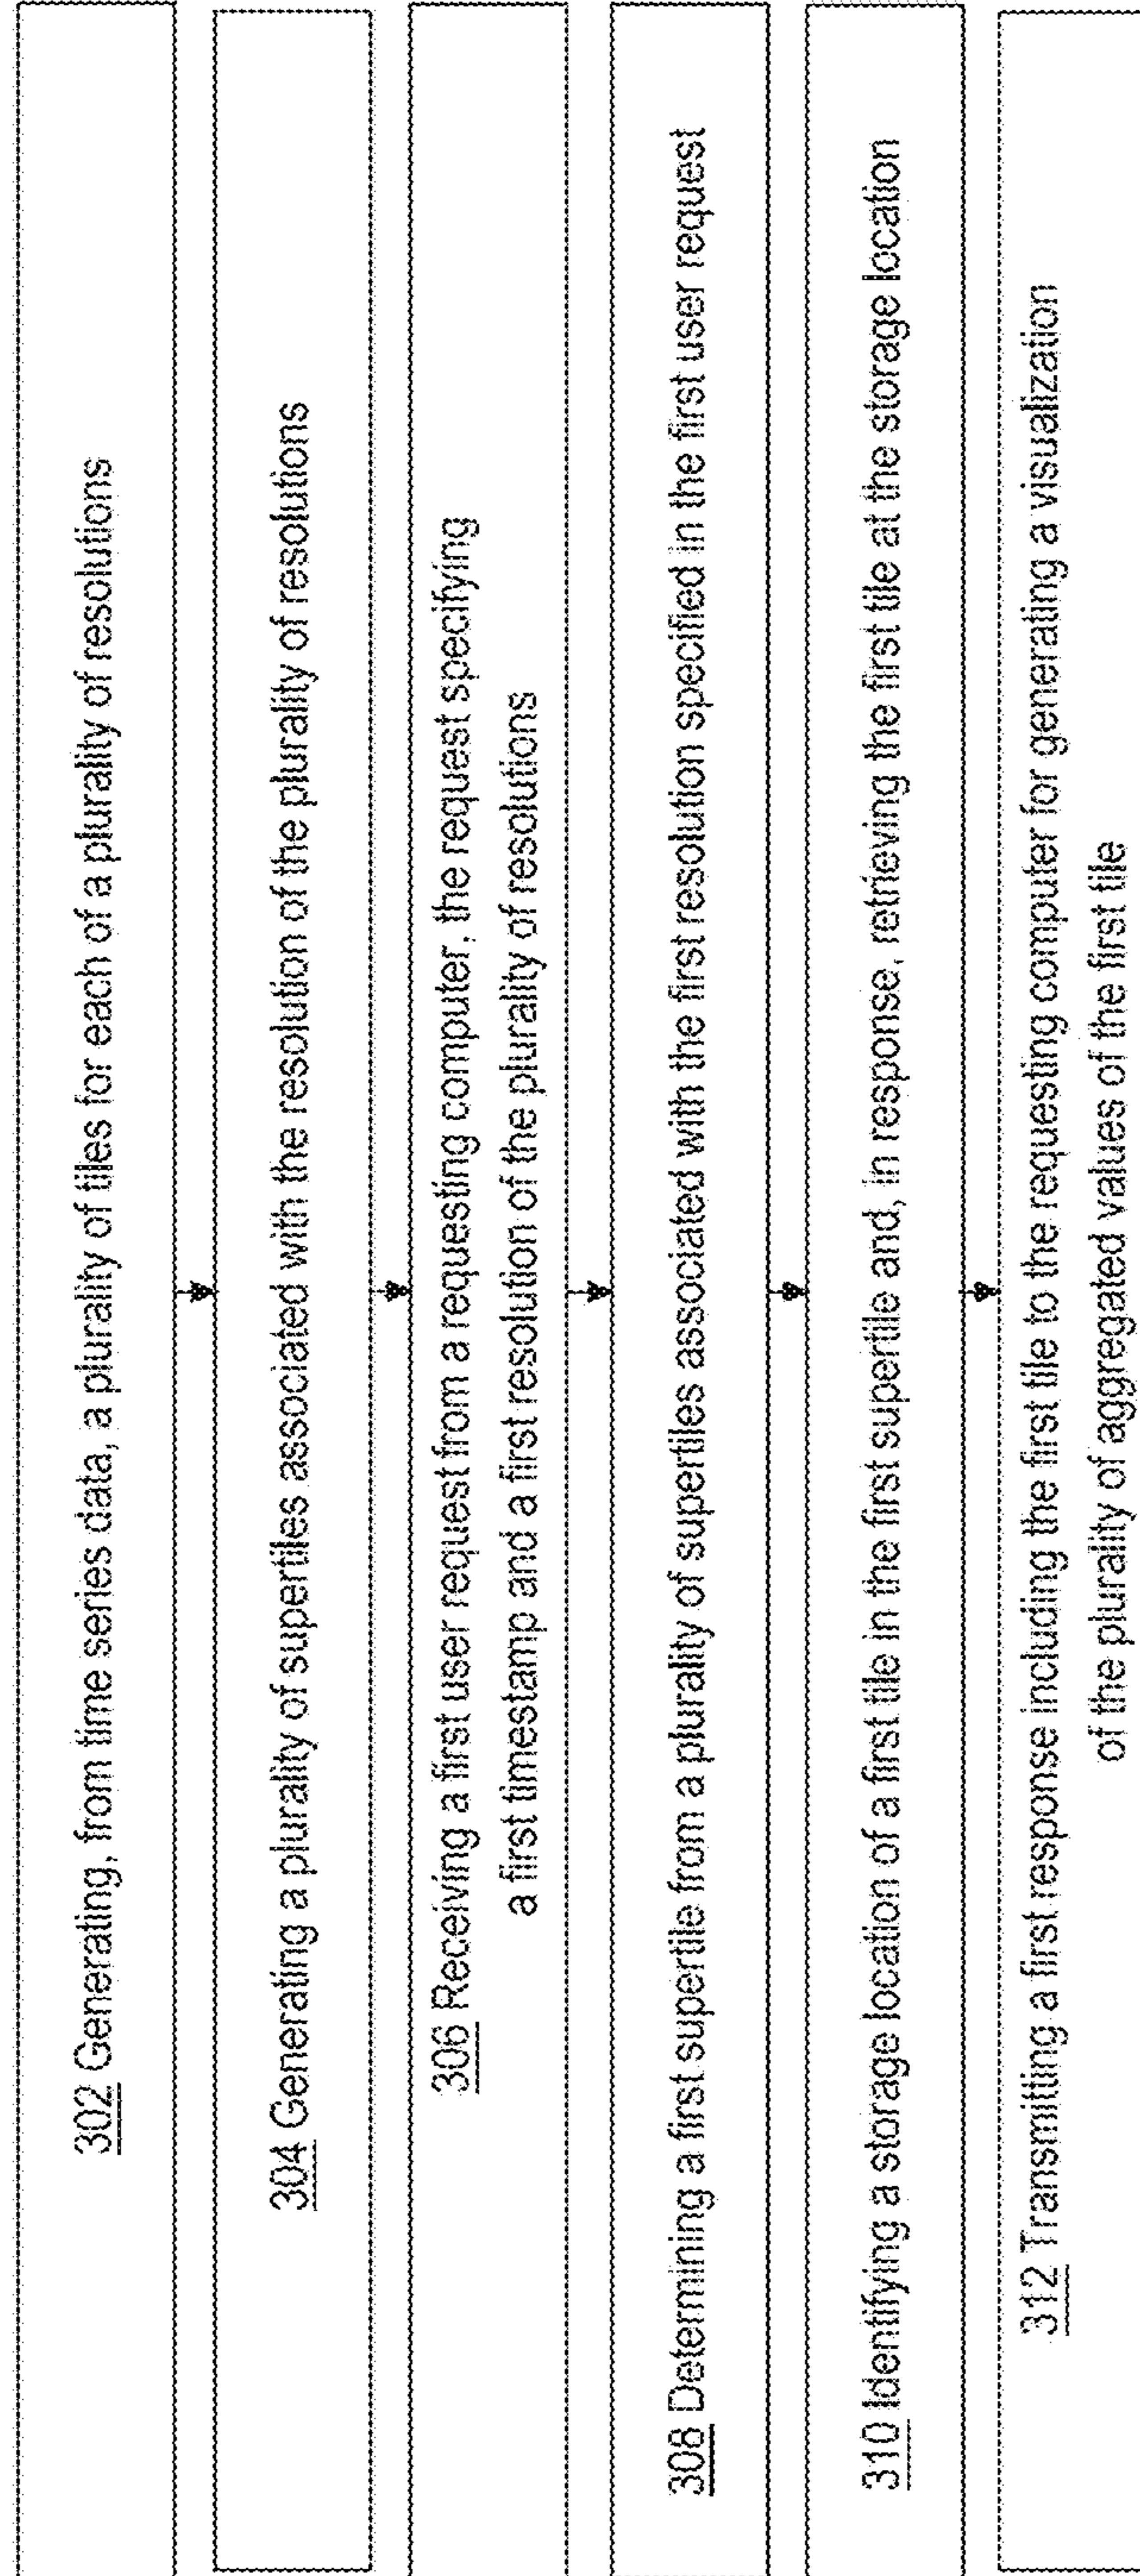 302 Generating, from time series data, a plurality of tiles for each of a plurality of resolutions
304 Generating a plurality of supertiles associated with the resolution of the plurality of resolutions
306 Receiving a first user request from a requesting computer, the request specifying
a first timestamp and a first resolution of the plurality of resolutions
308 Determining a first supertile from a plurality of supertiles associated with the first resolution specified in the first user request
310 Identifying a storage location of a first tile in the first supertile and, in response, retrieving the first tile at the storage location
312 Transmitting a first response including the first tile to the requesting computer for generating a visualization
of the plurality of aggregated values of the first tile